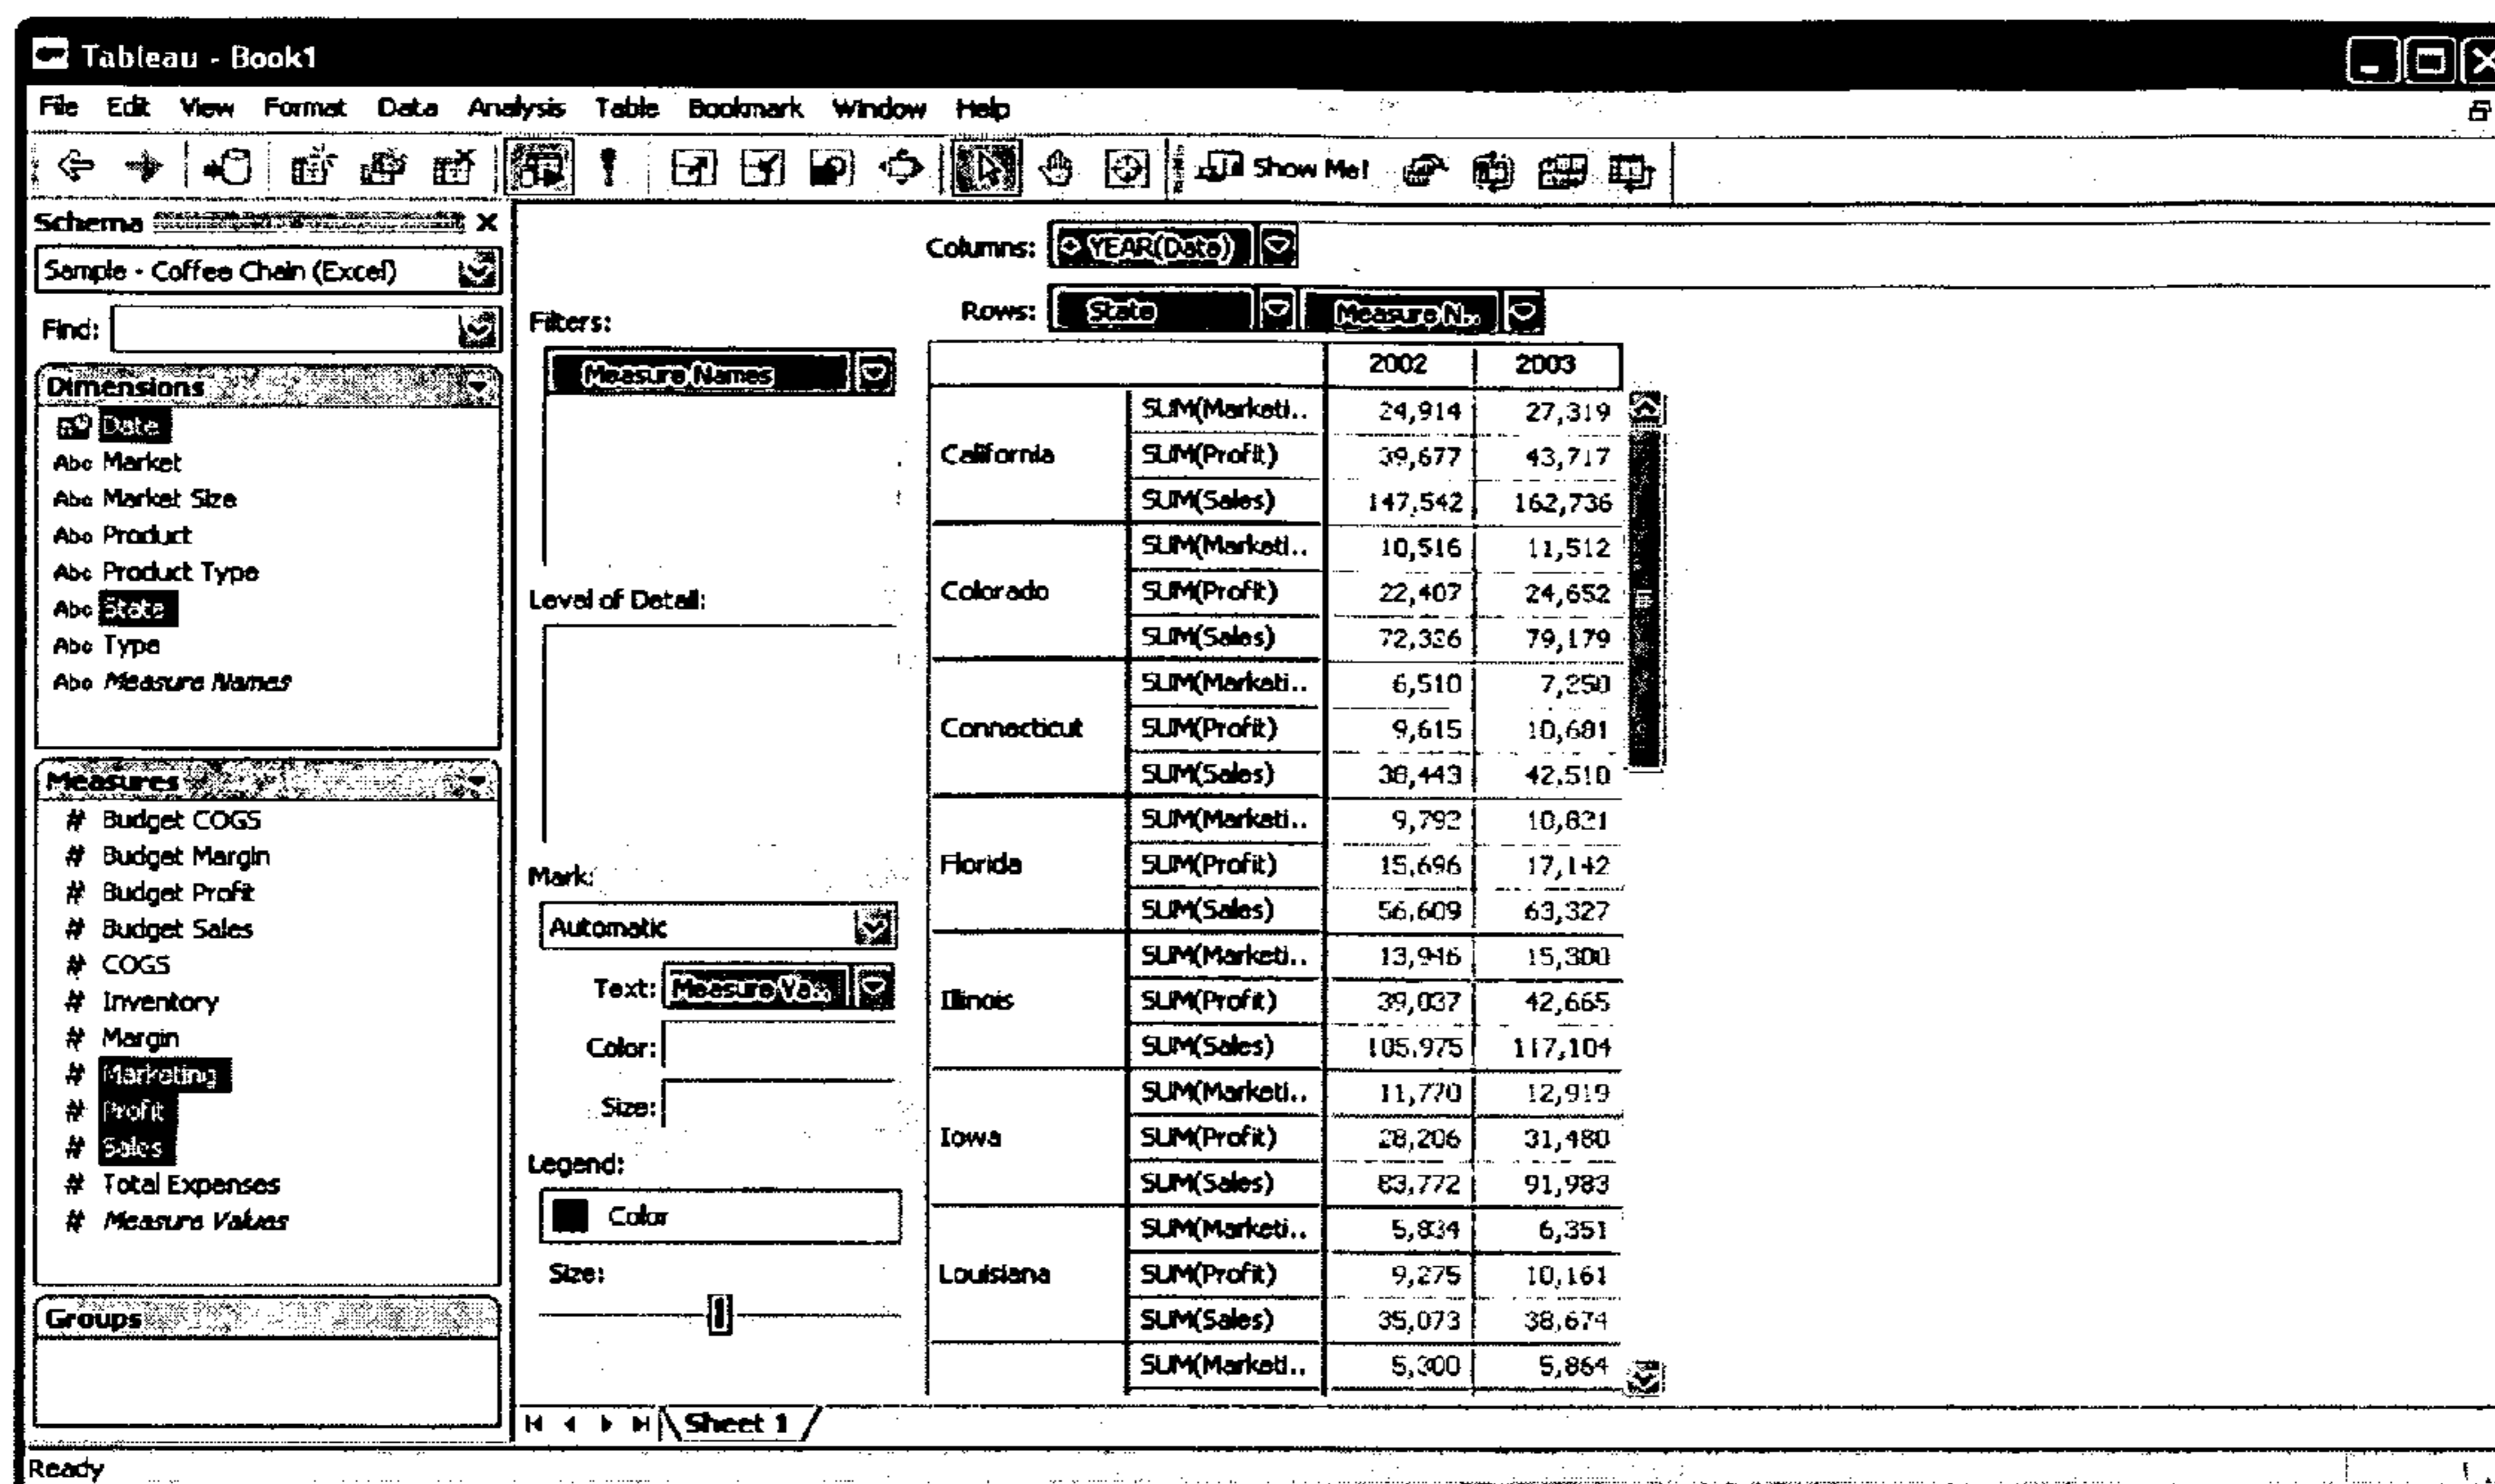 Tableau - Book1
File Edit View Format Data Analysis Table Bookmark Window Help
Show Me!
Schema
Sample - Coffee Chain (Excel)
Find:
Dimensions
Date
Abc Market
Abc Market Size
Abc Product
Abc Product Type
Abc State
Abc Type
Abc Measure Names
Measures
# Budget COGS
# Budget Margin
# Budget Profit
# Budget Sales
# COGS
# Inventory
# Margin
# Marketing
# Profit
# Sales
# Total Expenses
# Measure Values
Groups
Filters:
Measure Names
Level of Detail:
Mark:
Automatic
Text: Measure Va..
Color:
Size:
Legend:
Color
Size:
Columns: YEAR(Date)
Rows: State Measure N..
2002 2003
California SUM(Marketi.. 24,914 27,319
SUM(Profit) 39,677 43,717
SUM(Sales) 147,542 162,736
Colorado SUM(Marketi.. 10,516 11,512
SUM(Profit) 22,407 24,652
SUM(Sales) 72,326 79,179
Connecticut SUM(Marketi.. 6,510 7,250
SUM(Profit) 9,615 10,681
SUM(Sales) 42,510
Florida SUM(Marketi.. 9,792 10,821
SUM(Profit) 15,696 17,142
SUM(Sales) 56,609 63,327
Illinois SUM(Marketi.. 13,946 15,300
SUM(Profit) 39,037 42,665
SUM(Sales) 105,975 117,104
Iowa SUM(Marketi.. 11,770 12,919
SUM(Profit) 28,206 31,480
SUM(Sales) 83,772 91,983
Louisiana SUM(Marketi.. 5,834 6,351
SUM(Profit) 9,275 10,161
SUM(Sales) 35,073 38,674
SUM(Marketi.. 5,300 5,864
Sheet 1
Ready